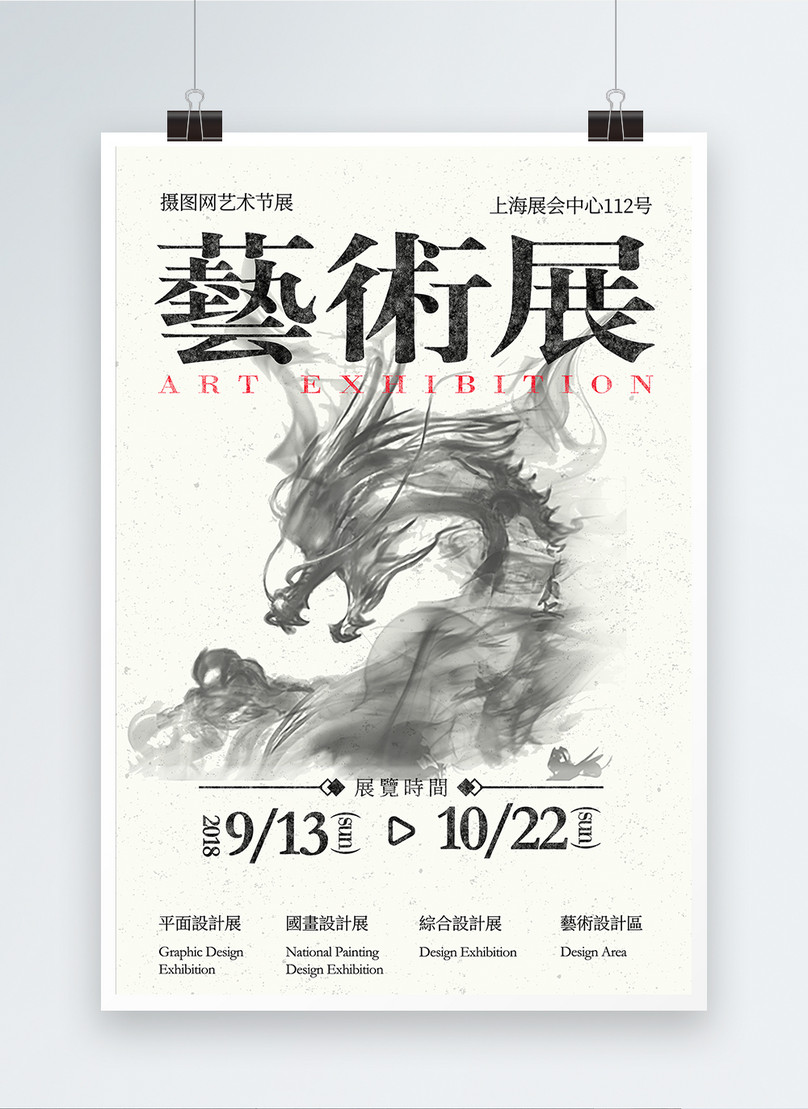 摄图网艺术节展
上海展会中心112号
藝術展
ART EXHIBITION
展覽時間
2018 9/13 (sun) 10/22 (sun)
平面設計展
Graphic Design
Exhibition
國畫設計展
National Painting
Design Exhibition
綜合設計展
Design Exhibition
藝術設計區
Design Area